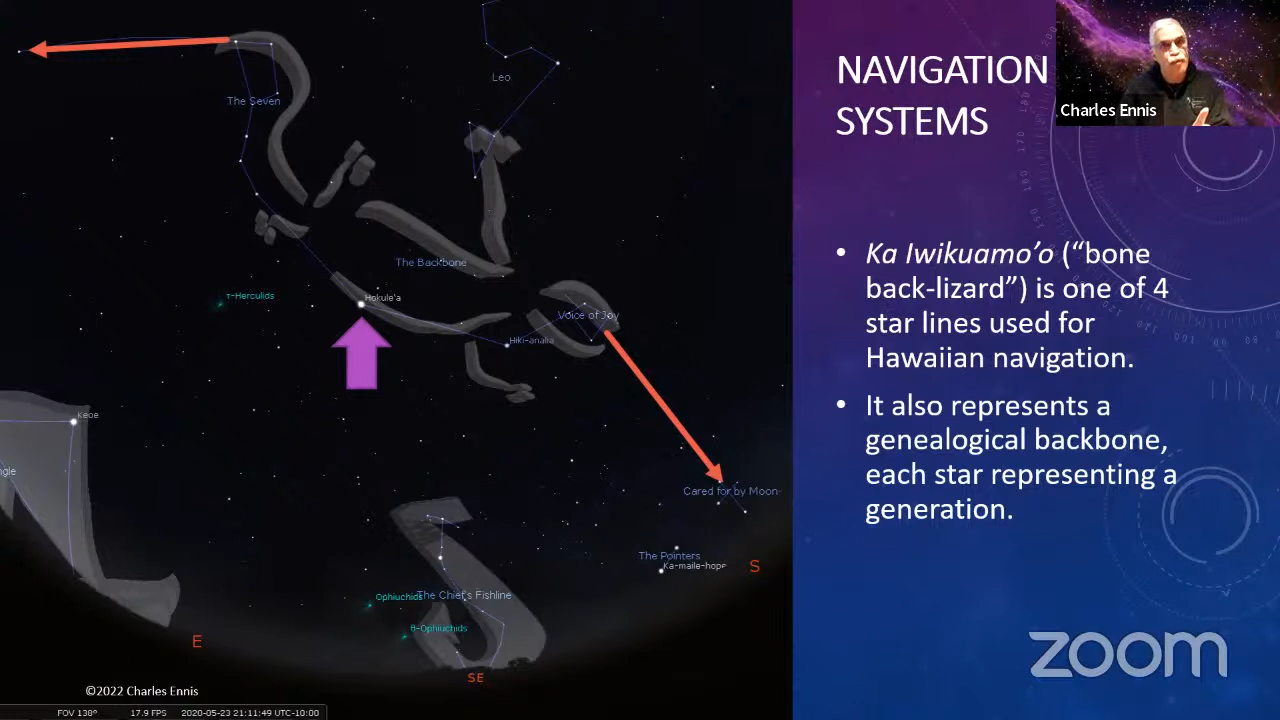 Leo
The Seven
The Backbone
τ-Herculids
Hokule'a
Voice of Joy
Hiki-analia
Keoe
ngle
Cared for by Moon
The Pointers
Ka-maile-hope
S
Ophiuchids
The Chief's Fishline
θ-Ophiuchids
E
SE
©2022 Charles Ennis
FOV 138° 17.9 FPS 2020-05-23 21:11:49 UTC-10:00
NAVIGATION
SYSTEMS
Charles Ennis
• Ka Iwikuamo’o (“bone
back-lizard”) is one of 4
star lines used for
Hawaiian navigation.
• It also represents a
genealogical backbone,
each star representing a
generation.
zoom